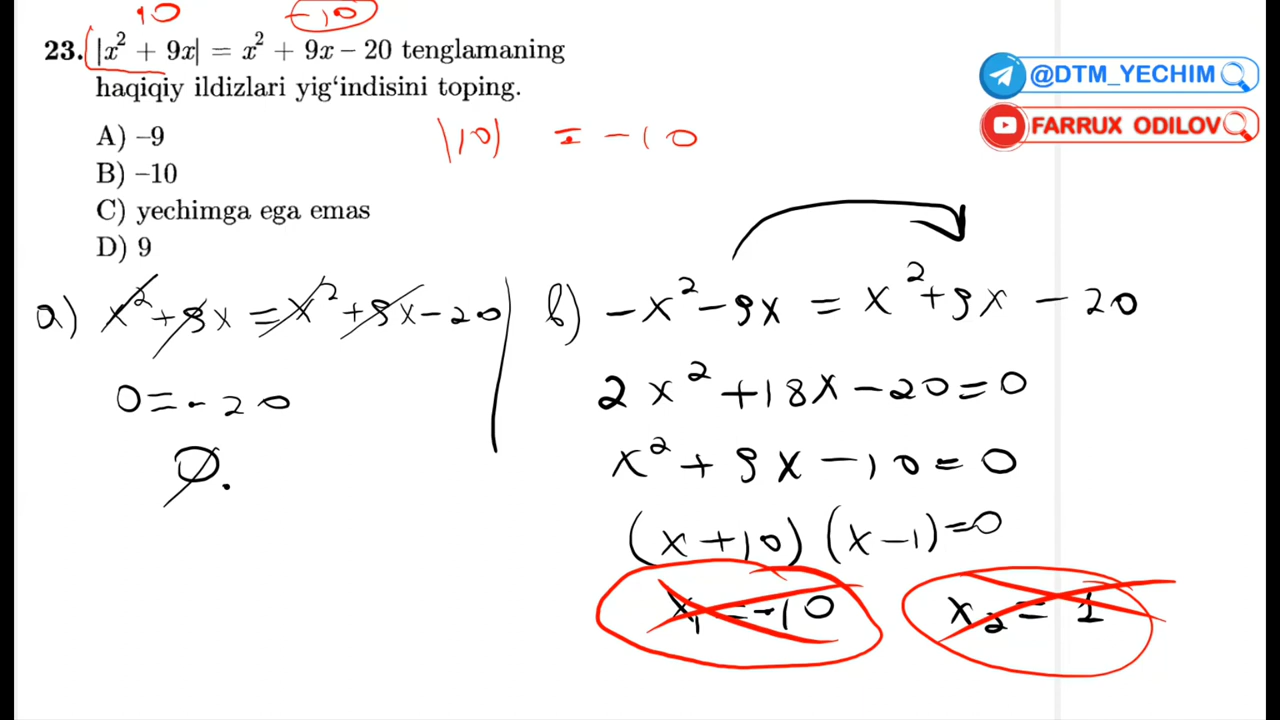 10 -10
23. |x² + 9x| = x² + 9x – 20 tenglamaning
haqiqiy ildizlari yig‘indisini toping.
|10| = -10
A) –9
B) –10
C) yechimga ega emas
D) 9
@DTM_YECHIM
FARRUX ODILOV
a) x² + 9x = x² + 9x - 20
0 = -20
∅.
b) -x² - 9x = x² + 9x - 20
2x² + 18x - 20 = 0
x² + 9x - 10 = 0
(x + 10) (x - 1) = 0
x₁ = -10 x₂ = 1